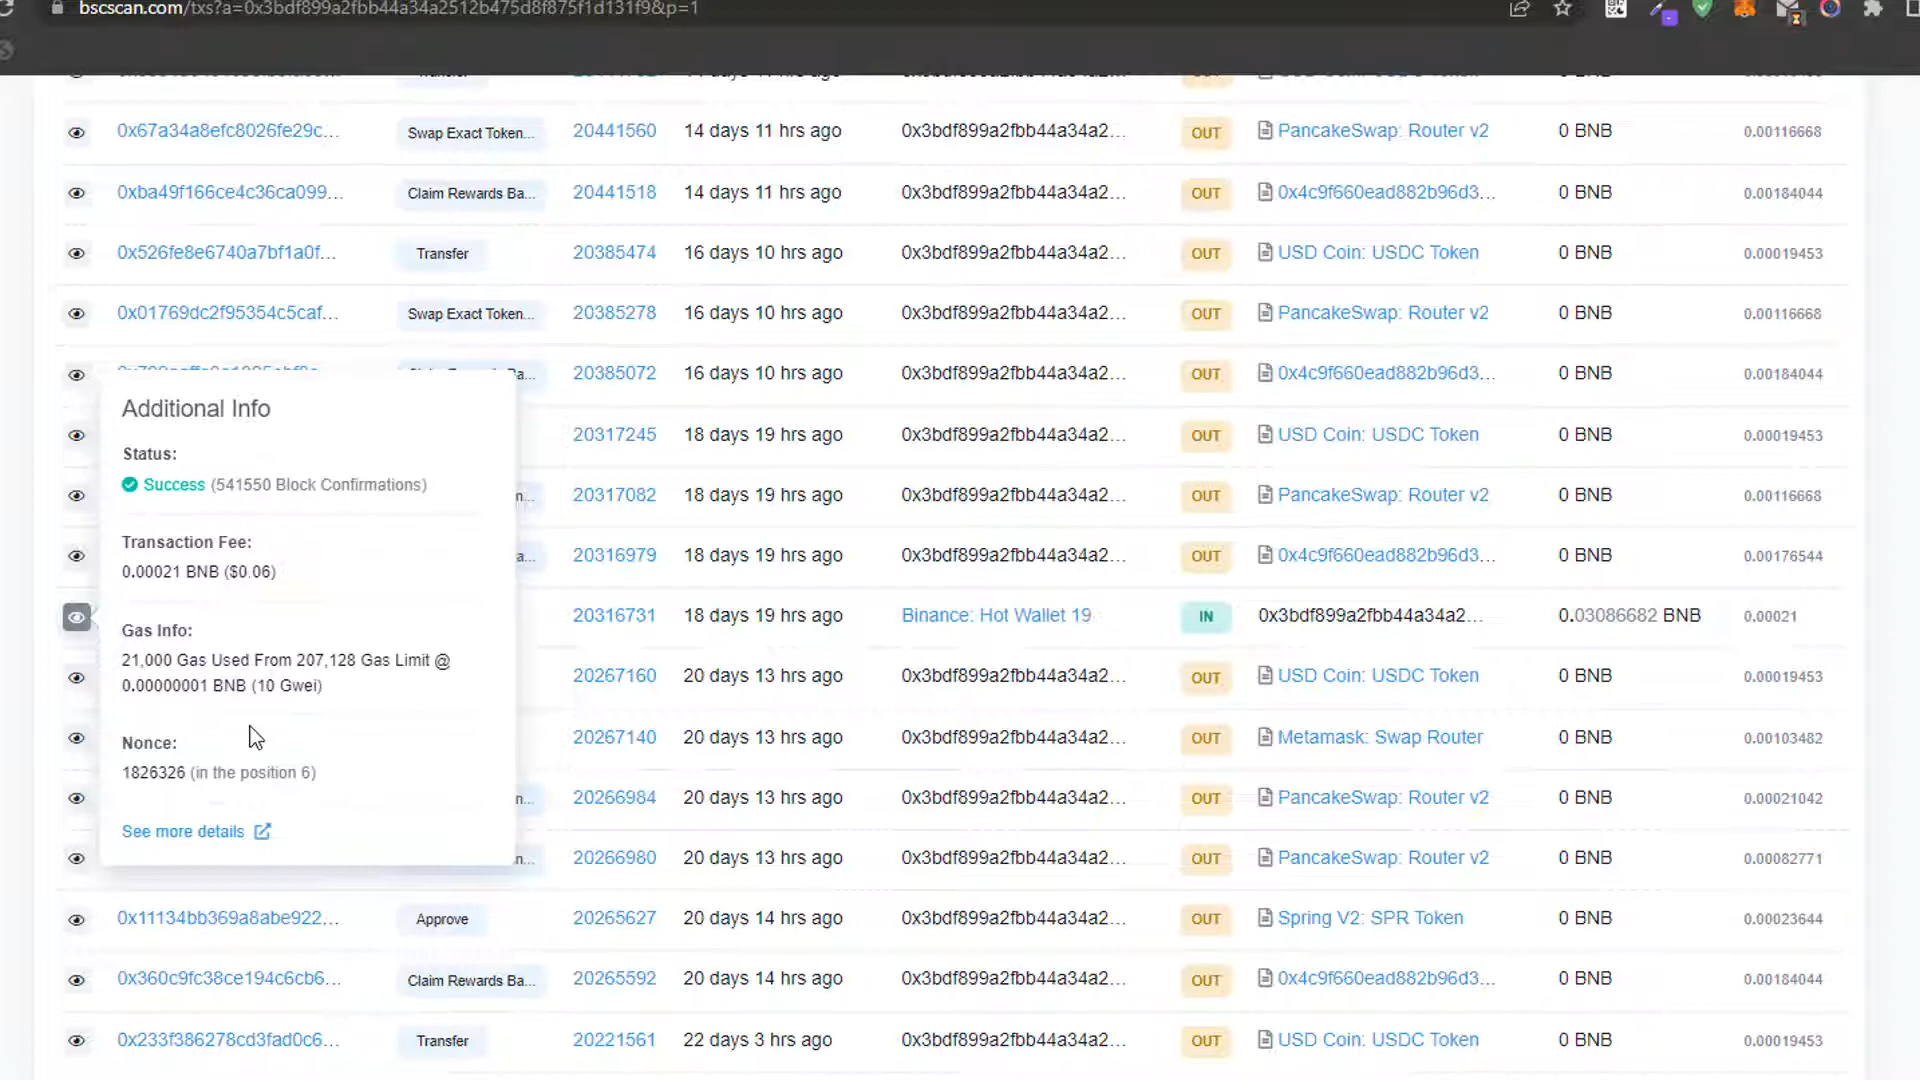 bscscan.com/txs?a=0x3bdf899a2fbb44a34a2512b475d8f875f1d131f9&p=1
0x67a34a8efc8026fe29c... Swap Exact Token... 20441560 14 days 11 hrs ago 0x3bdf899a2fbb44a34a2... OUT PancakeSwap: Router v2 0 BNB 0.00116668
0xba49f166ce4c36ca099... Claim Rewards Ba... 20441518 14 days 11 hrs ago 0x3bdf899a2fbb44a34a2... OUT 0x4c9f660ead882b96d3... 0 BNB 0.00184044
0x526fe8e6740a7bf1a0f... Transfer 20385474 16 days 10 hrs ago 0x3bdf899a2fbb44a34a2... OUT USD Coin: USDC Token 0 BNB 0.00019453
0x01769dc2f95354c5caf... Swap Exact Token... 20385278 16 days 10 hrs ago 0x3bdf899a2fbb44a34a2... OUT PancakeSwap: Router v2 0 BNB 0.00116668
20385072 16 days 10 hrs ago 0x3bdf899a2fbb44a34a2... OUT 0x4c9f660ead882b96d3... 0 BNB 0.00184044
Additional Info
Status:
Success (541550 Block Confirmations)
Transaction Fee:
0.00021 BNB ($0.06)
Gas Info:
21,000 Gas Used From 207,128 Gas Limit @
0.00000001 BNB (10 Gwei)
Nonce:
1826326 (in the position 6)
See more details
20317245 18 days 19 hrs ago 0x3bdf899a2fbb44a34a2... OUT USD Coin: USDC Token 0 BNB 0.00019453
20317082 18 days 19 hrs ago 0x3bdf899a2fbb44a34a2... OUT PancakeSwap: Router v2 0 BNB 0.00116668
20316979 18 days 19 hrs ago 0x3bdf899a2fbb44a34a2... OUT 0x4c9f660ead882b96d3... 0 BNB 0.00176544
20316731 18 days 19 hrs ago Binance: Hot Wallet 19 IN 0x3bdf899a2fbb44a34a2... 0.03086682 BNB 0.00021
20267160 20 days 13 hrs ago 0x3bdf899a2fbb44a34a2... OUT USD Coin: USDC Token 0 BNB 0.00019453
20267140 20 days 13 hrs ago 0x3bdf899a2fbb44a34a2... OUT Metamask: Swap Router 0 BNB 0.00103482
20266984 20 days 13 hrs ago 0x3bdf899a2fbb44a34a2... OUT PancakeSwap: Router v2 0 BNB 0.00021042
20266980 20 days 13 hrs ago 0x3bdf899a2fbb44a34a2... OUT PancakeSwap: Router v2 0 BNB 0.00082771
0x11134bb369a8abe922... Approve 20265627 20 days 14 hrs ago 0x3bdf899a2fbb44a34a2... OUT Spring V2: SPR Token 0 BNB 0.00023644
0x360c9fc38ce194c6cb6... Claim Rewards Ba... 20265592 20 days 14 hrs ago 0x3bdf899a2fbb44a34a2... OUT 0x4c9f660ead882b96d3... 0 BNB 0.00184044
0x233f386278cd3fad0c6... Transfer 20221561 22 days 3 hrs ago 0x3bdf899a2fbb44a34a2... OUT USD Coin: USDC Token 0 BNB 0.00019453